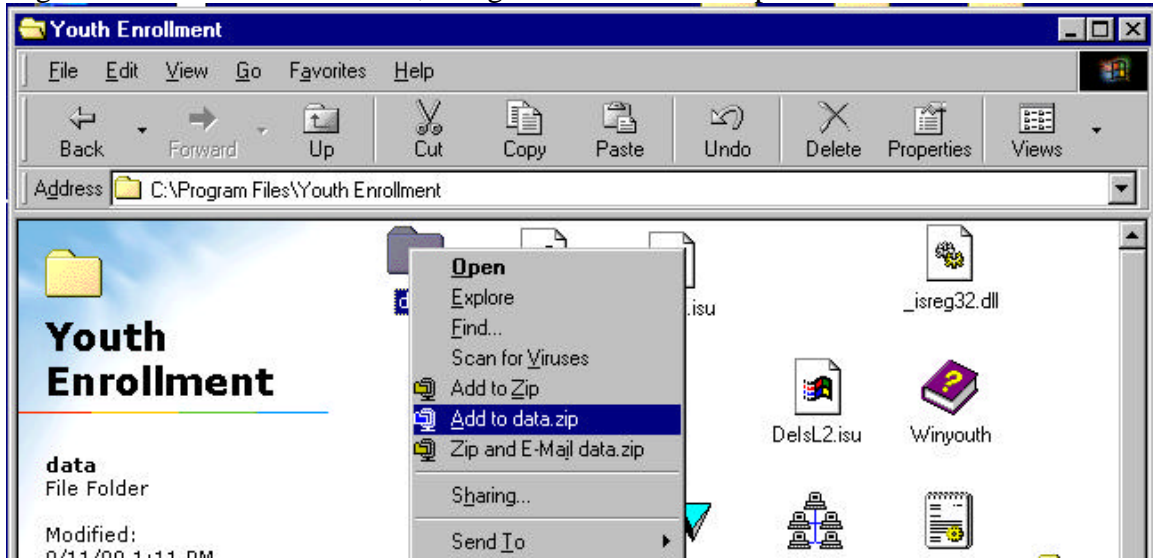 Youth Enrollment
File Edit View Go Favorites Help
Back Forward Up Cut Copy Paste Undo Delete Properties Views
Address C:\Program Files\Youth Enrollment
Youth
Enrollment
data
File Folder
Modified:
Open
Explore
Find...
Scan for Viruses
Add to Zip
Add to data.zip
Zip and E-Mail data.zip
Sharing...
Send To
.isu
_isreg32.dll
DelsL2.isu
Winyouth